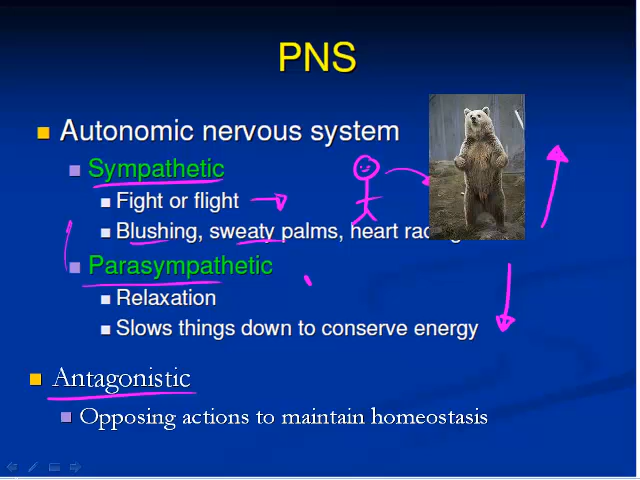 PNS
Autonomic nervous system
Sympathetic
Fight or flight
Blushing, sweaty palms, heart racing
Parasympathetic
Relaxation
Slows things down to conserve energy
Antagonistic
Opposing actions to maintain homeostasis